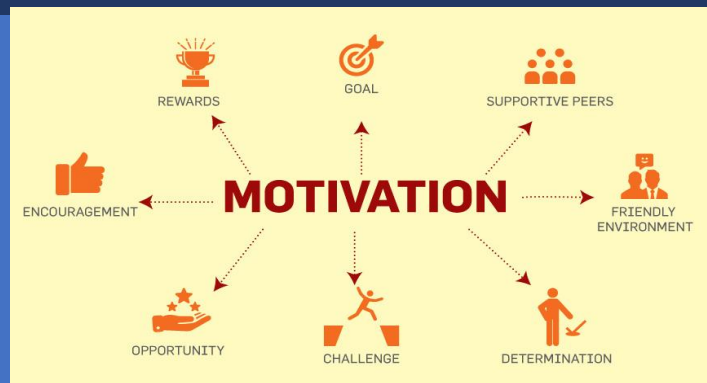 REWARDS
GOAL
SUPPORTIVE PEERS
ENCOURAGEMENT
MOTIVATION
FRIENDLY
ENVIRONMENT
OPPORTUNITY
CHALLENGE
DETERMINATION